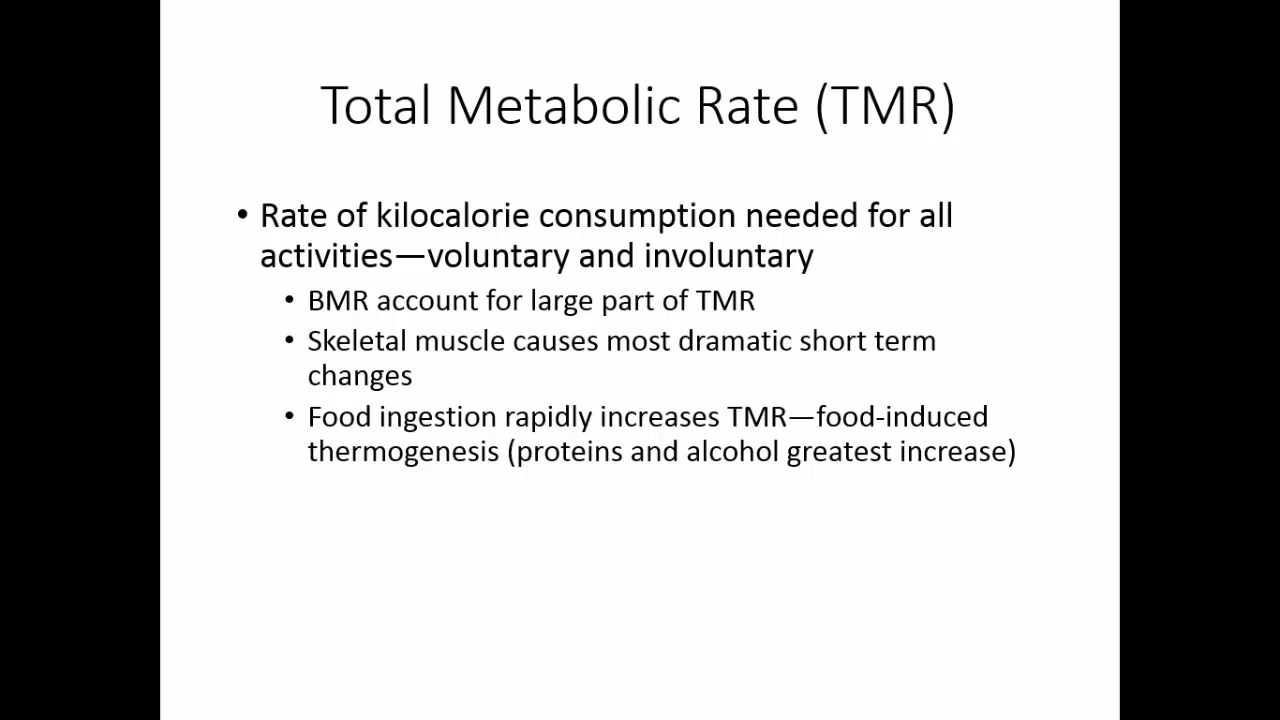 Total Metabolic Rate (TMR)
• Rate of kilocalorie consumption needed for all
activities—voluntary and involuntary
• BMR account for large part of TMR
• Skeletal muscle causes most dramatic short term
changes
• Food ingestion rapidly increases TMR—food-induced
thermogenesis (proteins and alcohol greatest increase)